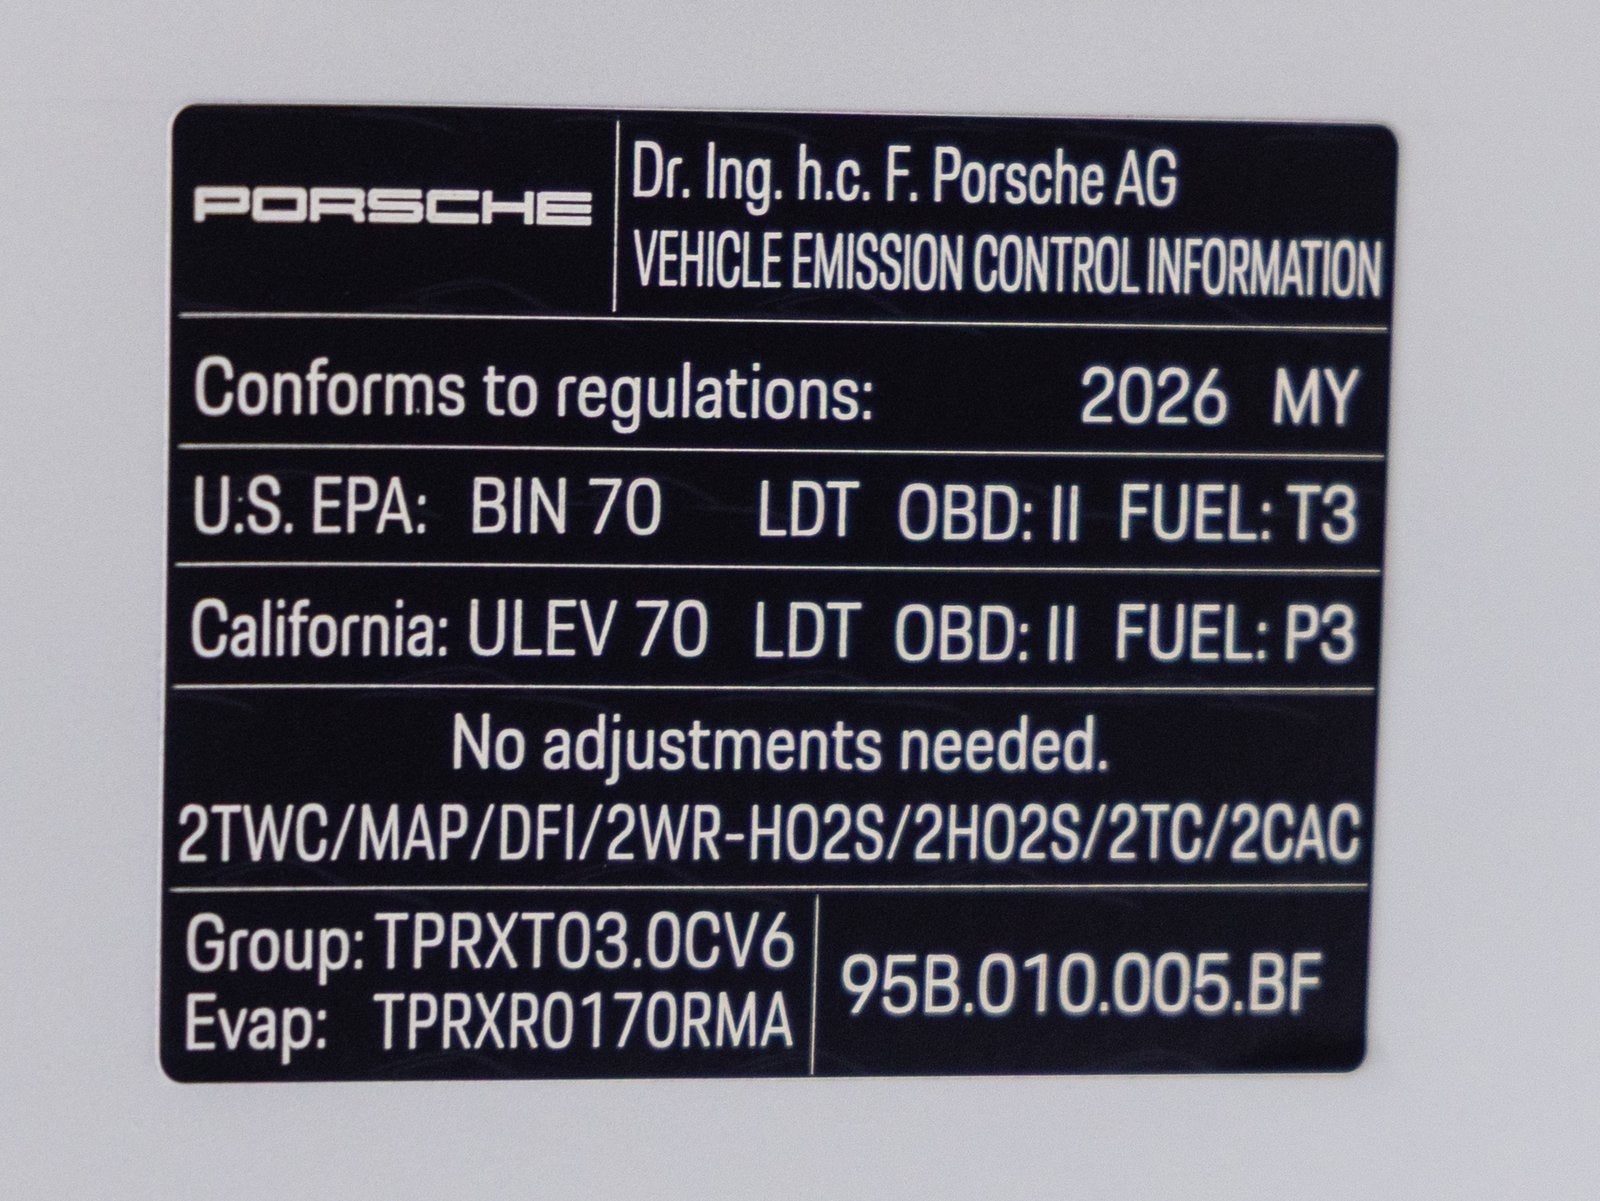 PORSCHE
Dr. Ing. h.c. F. Porsche AG
VEHICLE EMISSION CONTROL INFORMATION
Conforms to regulations: 2026 MY
U.S. EPA: BIN 70 LDT OBD: II FUEL: T3
California: ULEV 70 LDT OBD: II FUEL: P3
No adjustments needed.
2TWC/MAP/DFI/2WR-HO2S/2HO2S/2TC/2CAC
Group: TPRXT03.0CV6
Evap: TPRXR0170RMA
95B.010.005.BF